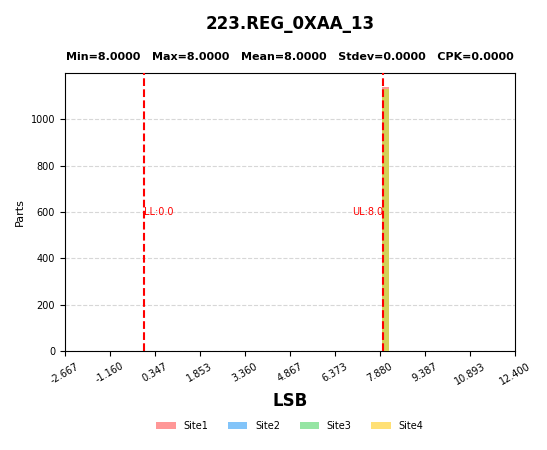 223.REG_0XAA_13
Min=8.0000 Max=8.0000 Mean=8.0000 Stdev=0.0000 CPK=0.0000
Parts
1000
800
600
400
200
0
LL:0.0
UL:8.0
-2.667 -1.160 0.347 1.853 3.360 4.867 6.373 7.880 9.387 10.893 12.400
LSB
Site1 Site2 Site3 Site4